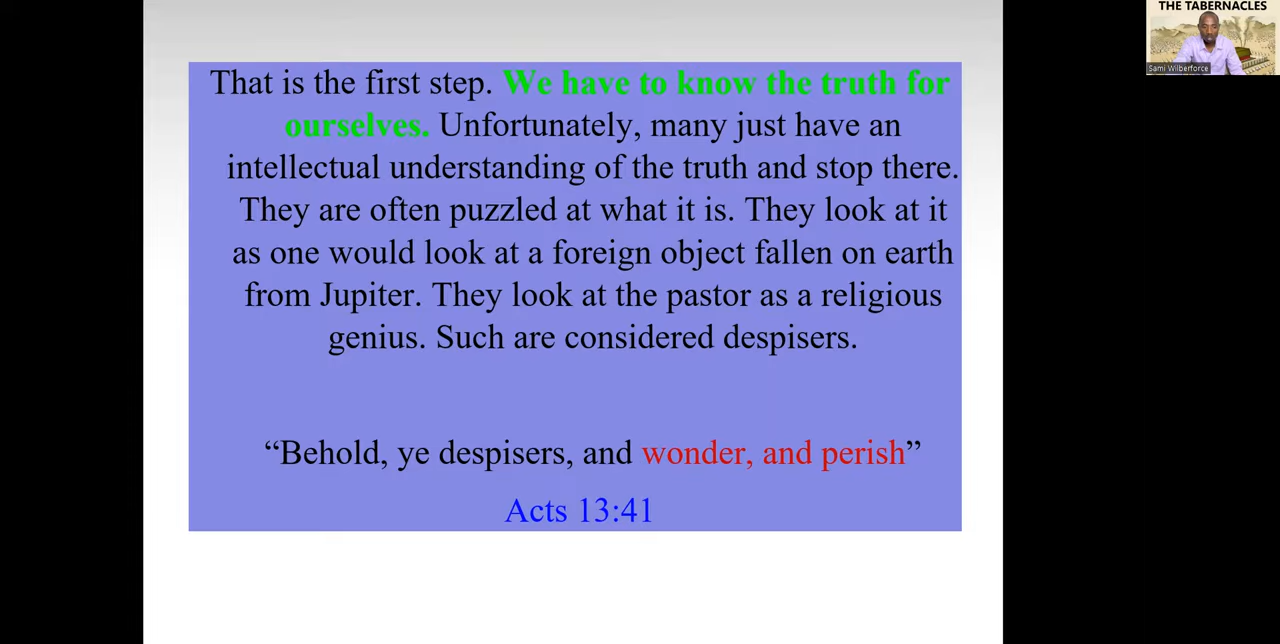 THE TABERNACLES
Sami Wilberforce
That is the first step. We have to know the truth for
ourselves. Unfortunately, many just have an
intellectual understanding of the truth and stop there.
They are often puzzled at what it is. They look at it
as one would look at a foreign object fallen on earth
from Jupiter. They look at the pastor as a religious
genius. Such are considered despisers.
“Behold, ye despisers, and wonder, and perish”
Acts 13:41